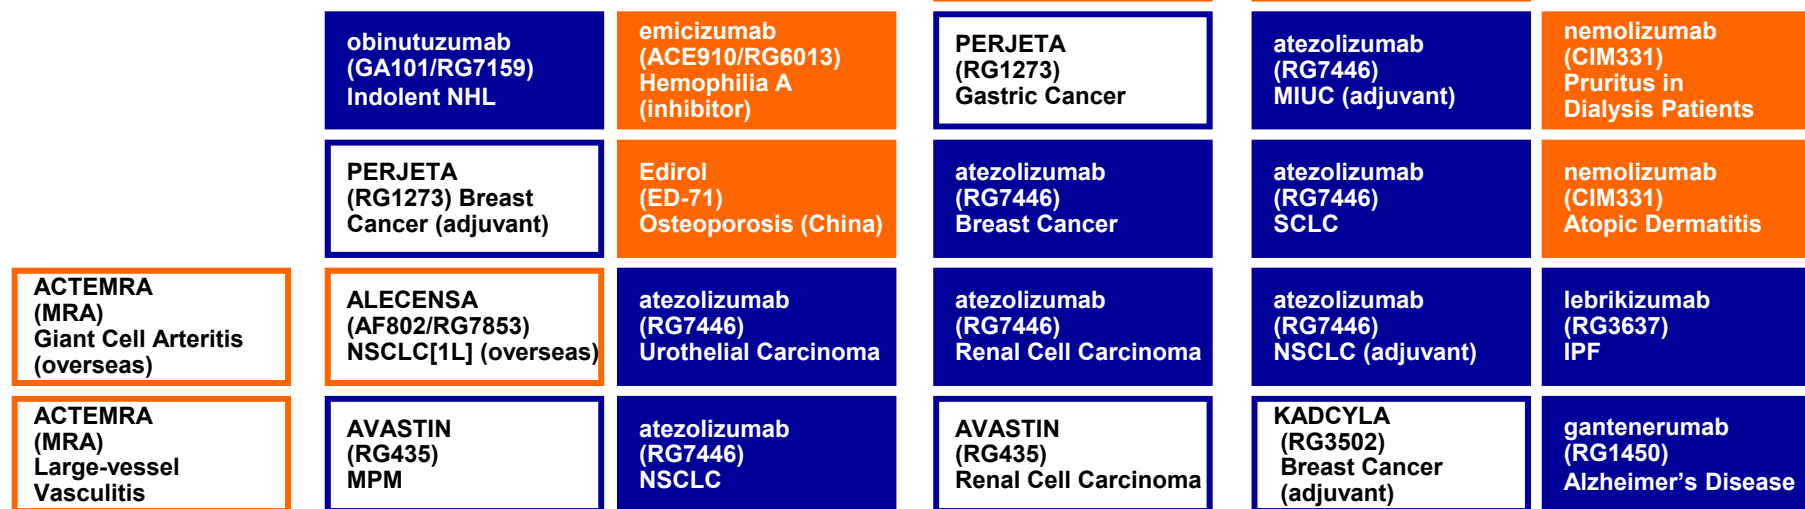 obinutuzumab
(GA101/RG7159)
Indolent NHL
emicizumab
(ACE910/RG6013)
Hemophilia A
(inhibitor)
PERJETA
(RG1273)
Gastric Cancer
atezolizumab
(RG7446)
MIUC (adjuvant)
nemolizumab
(CIM331)
Pruritus in
Dialysis Patients
PERJETA
(RG1273) Breast
Cancer (adjuvant)
Edirol
(ED-71)
Osteoporosis (China)
atezolizumab
(RG7446)
Breast Cancer
atezolizumab
(RG7446)
SCLC
nemolizumab
(CIM331)
Atopic Dermatitis
ACTEMRA
(MRA)
Giant Cell Arteritis
(overseas)
ALECENSA
(AF802/RG7853)
NSCLC[1L] (overseas)
atezolizumab
(RG7446)
Urothelial Carcinoma
atezolizumab
(RG7446)
Renal Cell Carcinoma
atezolizumab
(RG7446)
NSCLC (adjuvant)
lebrikizumab
(RG3637)
IPF
ACTEMRA
(MRA)
Large-vessel
Vasculitis
AVASTIN
(RG435)
MPM
atezolizumab
(RG7446)
NSCLC
AVASTIN
(RG435)
Renal Cell Carcinoma
KADCYLA
(RG3502)
Breast Cancer
(adjuvant)
gantenerumab
(RG1450)
Alzheimer's Disease